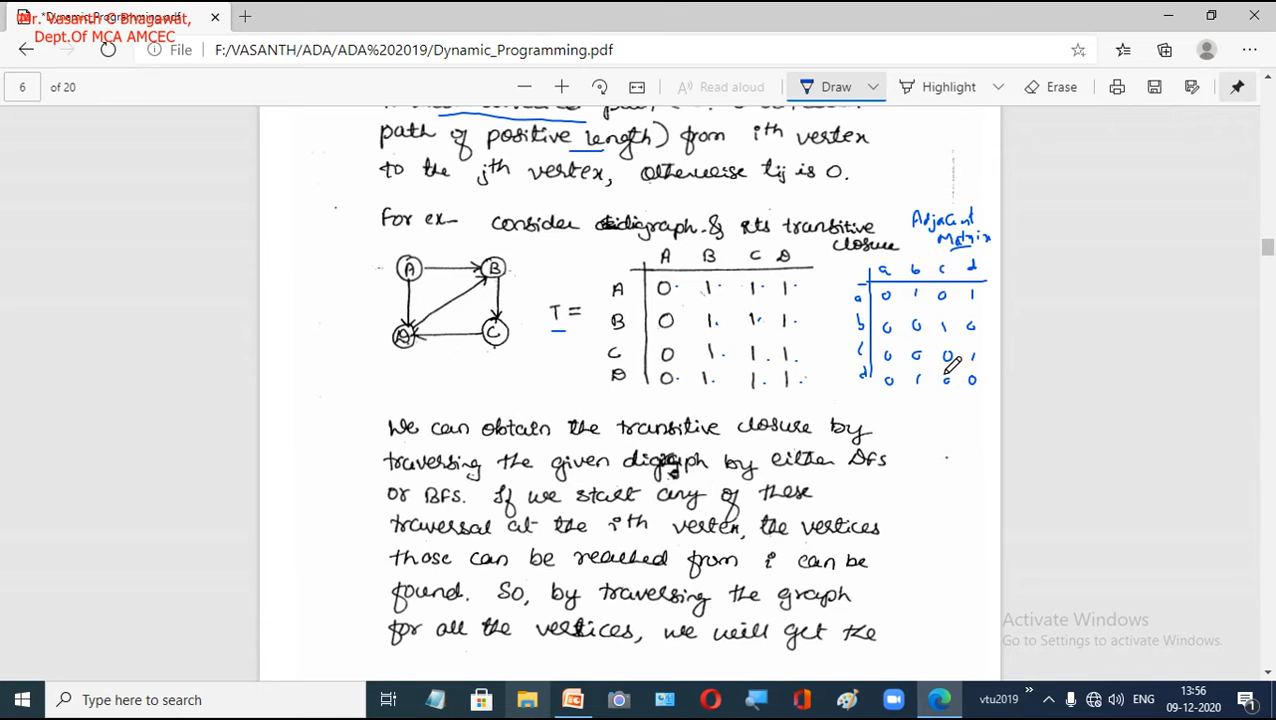 *Dynamic_Programming.pdf
Dr. Vasanth G Bhagawat,
Dept.Of MCA AMCEC
File
F:/VASANTH/ADA/ADA%202019/Dynamic_Programming.pdf
6 of 20
Read aloud
Draw
Highlight
Erase
path of positive length) from ith vertex
to the jth vertex, otherwise tij is 0.
For ex- consider digraph & its transitive
closure
Adjacent
Matrix
A B C D
A 0 1 1 1
T = B 0 1 1 1
C 0 1 1 1
D 0 1 1 1
A B
D C
a b c d
a 0 1 0 1
b 0 0 1 0
c 0 0 0 1
d 0 1 0 0
We can obtain the transitive closure by
traversing the given digraph by either DFS
or BFS. If we start any of these
traversal at the ith vertex, the vertices
those can be reached from i can be
found. So, by traversing the graph
for all the vertices, we will get the
Activate Windows
Go to Settings to activate Windows.
Type here to search
vtu2019
ENG
13:56
09-12-2020
1